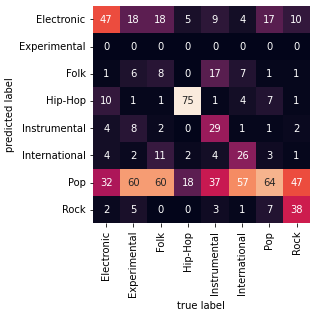 predicted label
Electronic 47 18 18 5 9 4 17 10
Experimental 0 0 0 0 0 0 0 0
Folk 1 6 8 0 17 7 1 1
Hip-Hop 10 1 1 75 1 4 7 1
Instrumental 4 8 2 0 29 1 1 2
International 4 2 11 2 4 26 3 1
Pop 32 60 60 18 37 57 64 47
Rock 2 5 0 0 3 1 7 38
Electronic Experimental Folk Hip-Hop Instrumental International Pop Rock
true label